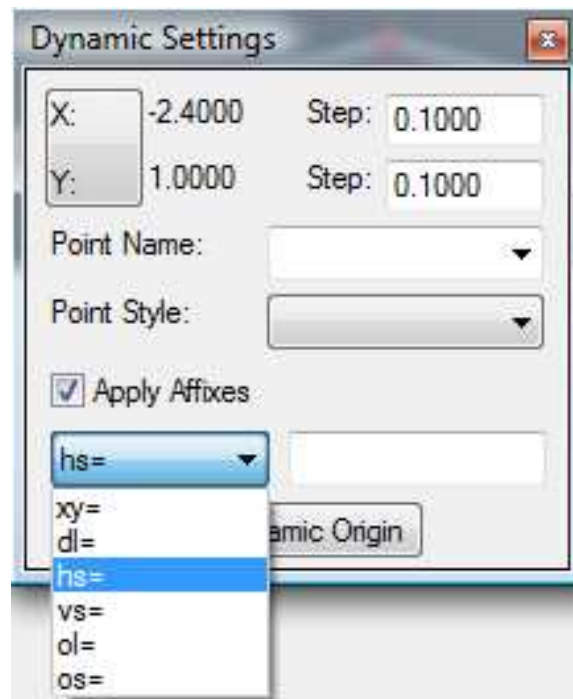 Dynamic Settings
X: -2.4000 Step: 0.1000
Y: 1.0000 Step: 0.1000
Point Name:
Point Style:
Apply Affixes
hs=
xy=
dl= amic Origin
hs=
vs=
ol=
os=